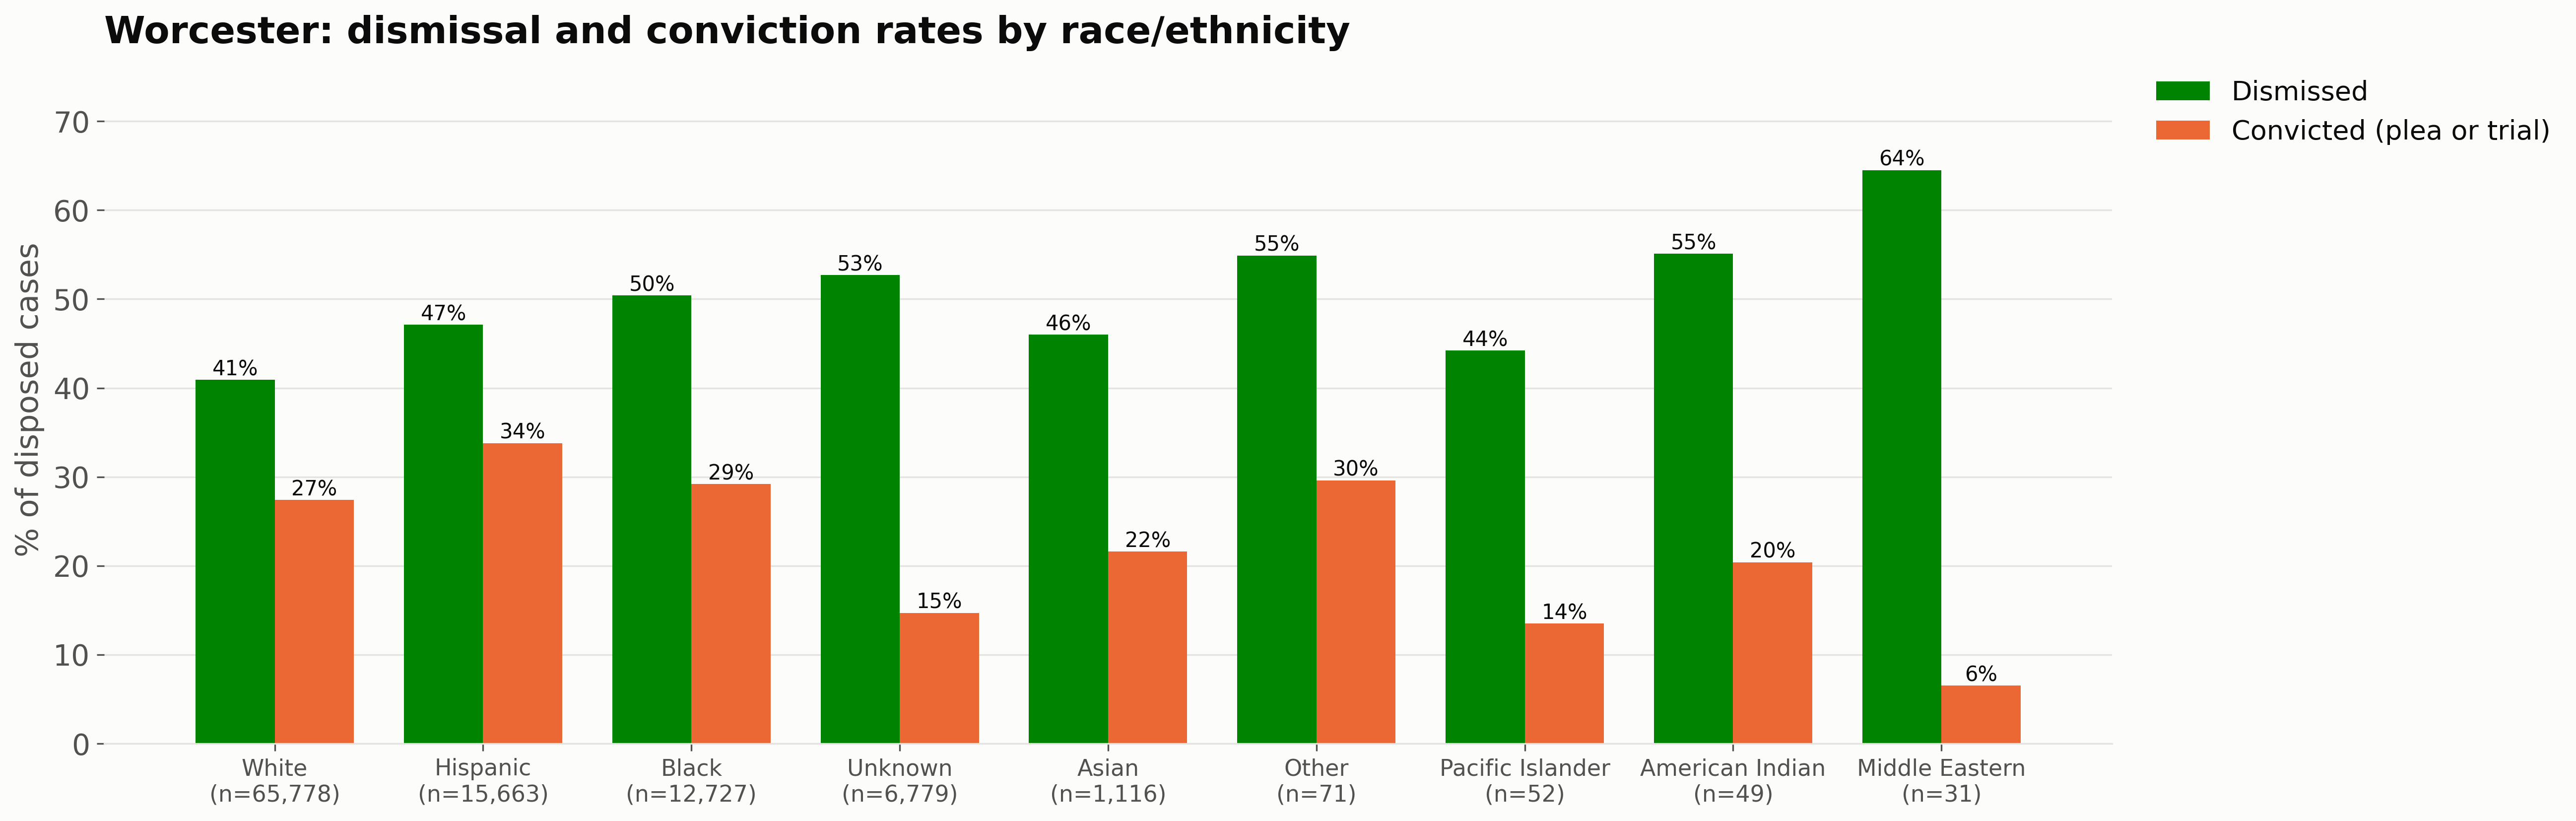 Worcester: dismissal and conviction rates by race/ethnicity
Dismissed
Convicted (plea or trial)
% of disposed cases
70
60
50
40
30
20
10
0
41%
27%
47%
34%
50%
29%
53%
15%
46%
22%
55%
30%
44%
14%
55%
20%
64%
6%
White
(n=65,778)
Hispanic
(n=15,663)
Black
(n=12,727)
Unknown
(n=6,779)
Asian
(n=1,116)
Other
(n=71)
Pacific Islander
(n=52)
American Indian
(n=49)
Middle Eastern
(n=31)